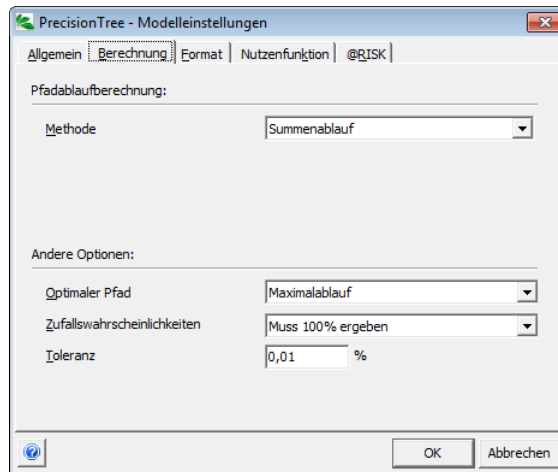 PrecisionTree - Modelleinstellungen
Allgemein Berechnung Format Nutzenfunktion @RISK
Pfadablaufberechnung:
Methode Summenablauf
Andere Optionen:
Optimaler Pfad Maximalablauf
Zufallswahrscheinlichkeiten Muss 100% ergeben
Toleranz 0,01 %
OK Abbrechen